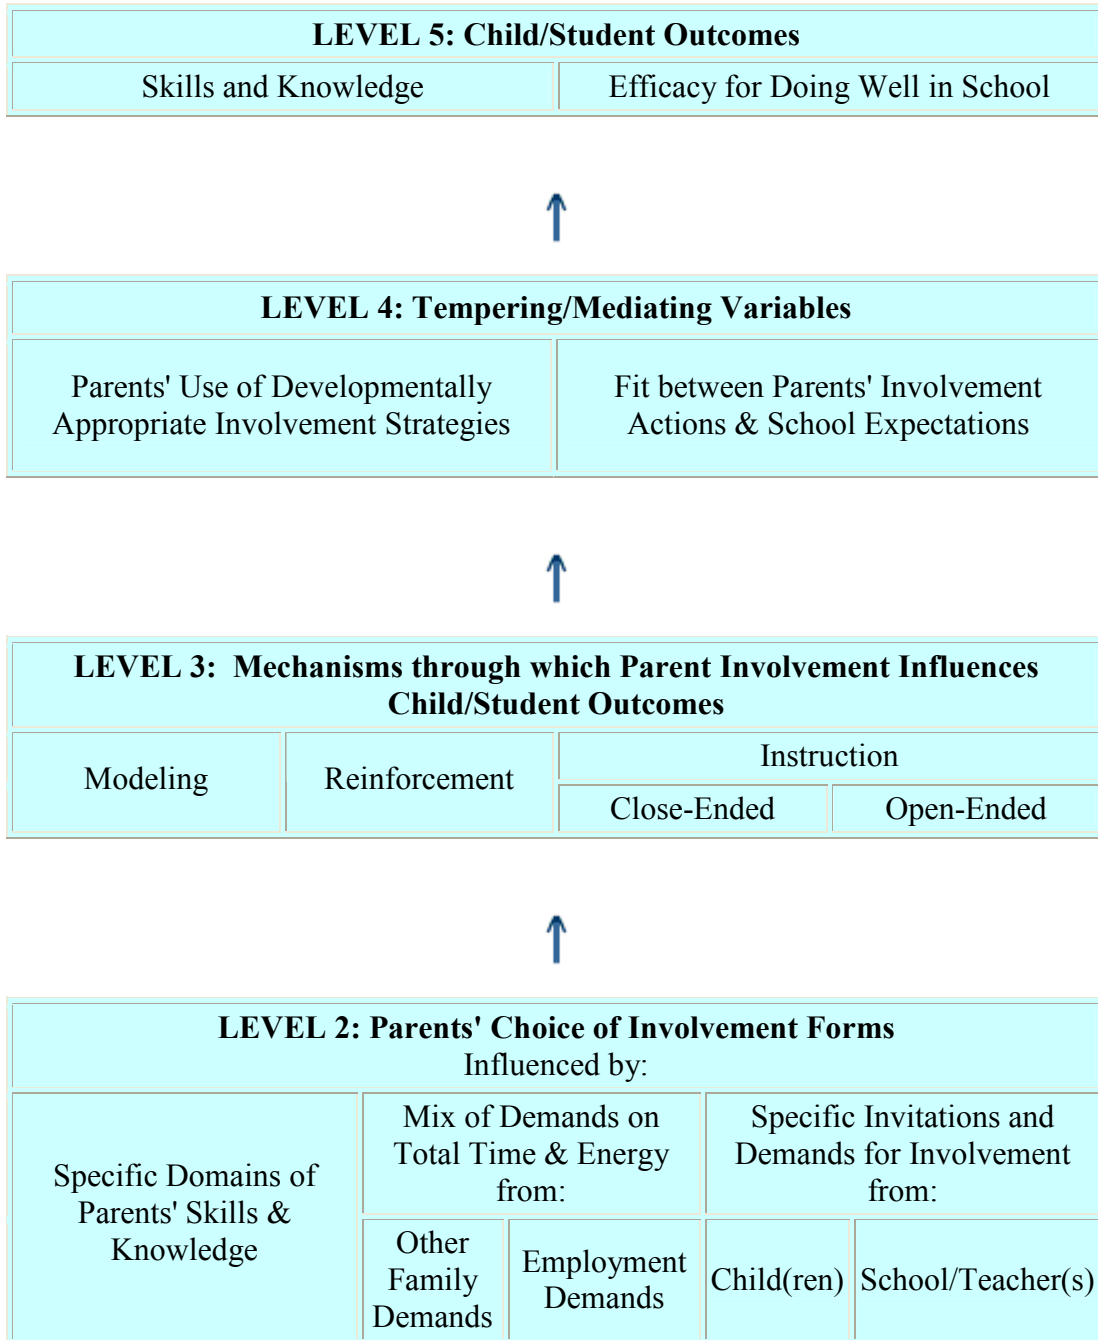 LEVEL 5: Child/Student Outcomes
Skills and Knowledge
Efficacy for Doing Well in School
LEVEL 4: Tempering/Mediating Variables
Parents' Use of Developmentally
Appropriate Involvement Strategies
Fit between Parents' Involvement
Actions & School Expectations
LEVEL 3: Mechanisms through which Parent Involvement Influences
Child/Student Outcomes
Modeling
Reinforcement
Instruction
Close-Ended
Open-Ended
LEVEL 2: Parents' Choice of Involvement Forms
Influenced by:
Specific Domains of
Parents' Skills &
Knowledge
Mix of Demands on
Total Time & Energy
from:
Other
Family
Demands
Employment
Demands
Specific Invitations and
Demands for Involvement
from:
Child(ren)
School/Teacher(s)